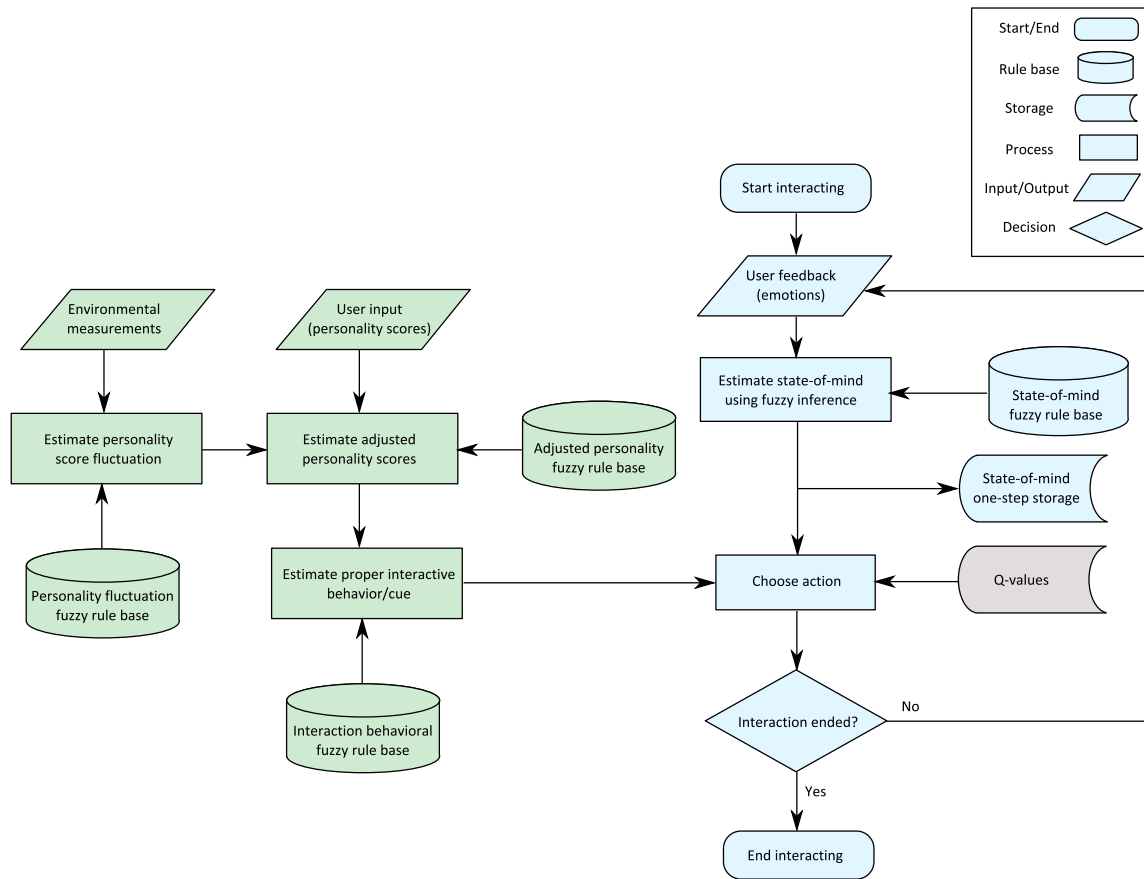 Start/End
Rule base
Storage
Process
Input/Output
Decision
Start interacting
User feedback
(emotions)
Environmental
measurements
User input
(personality scores)
Estimate state-of-mind
using fuzzy inference
State-of-mind
fuzzy rule base
Estimate personality
score fluctuation
Estimate adjusted
personality scores
Adjusted personality
fuzzy rule base
State-of-mind
one-step storage
Personality fluctuation
fuzzy rule base
Estimate proper interactive
behavior/cue
Choose action
Q-values
Interaction behavioral
fuzzy rule base
Interaction ended?
No
Yes
End interacting